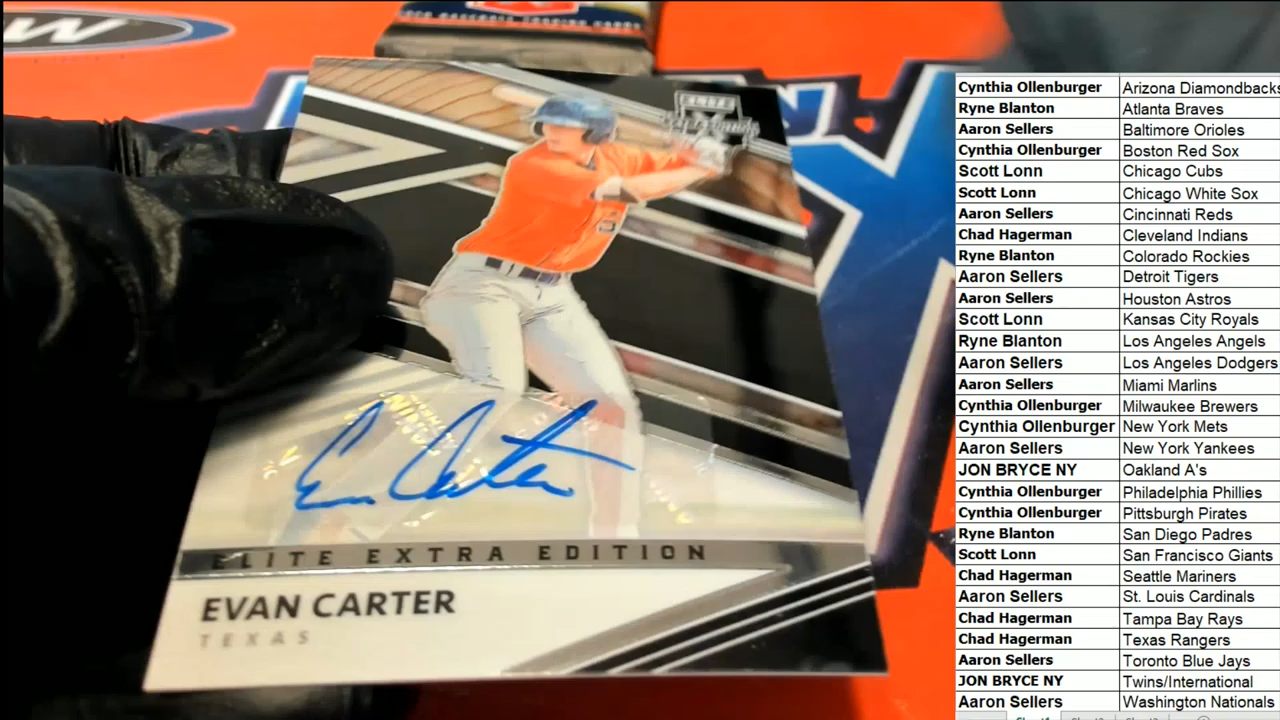 W
ELITE
EXTRA EDITION
EVAN CARTER
TEXAS
Cynthia Ollenburger Arizona Diamondbacks
Ryne Blanton Atlanta Braves
Aaron Sellers Baltimore Orioles
Cynthia Ollenburger Boston Red Sox
Scott Lonn Chicago Cubs
Scott Lonn Chicago White Sox
Aaron Sellers Cincinnati Reds
Chad Hagerman Cleveland Indians
Ryne Blanton Colorado Rockies
Aaron Sellers Detroit Tigers
Aaron Sellers Houston Astros
Scott Lonn Kansas City Royals
Ryne Blanton Los Angeles Angels
Aaron Sellers Los Angeles Dodgers
Aaron Sellers Miami Marlins
Cynthia Ollenburger Milwaukee Brewers
Cynthia Ollenburger New York Mets
Aaron Sellers New York Yankees
JON BRYCE NY Oakland A's
Cynthia Ollenburger Philadelphia Phillies
Cynthia Ollenburger Pittsburgh Pirates
Ryne Blanton San Diego Padres
Scott Lonn San Francisco Giants
Chad Hagerman Seattle Mariners
Aaron Sellers St. Louis Cardinals
Chad Hagerman Tampa Bay Rays
Chad Hagerman Texas Rangers
Aaron Sellers Toronto Blue Jays
JON BRYCE NY Twins/International
Aaron Sellers Washington Nationals